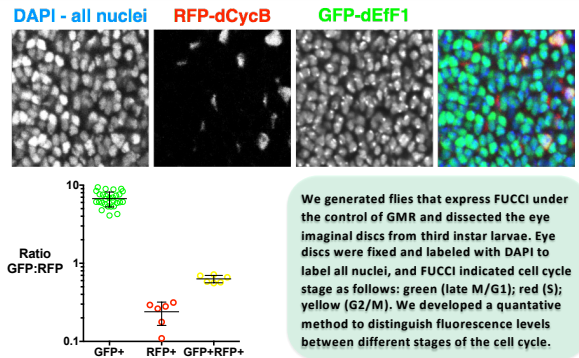 DAPI - all nuclei RFP-dCycB GFP-dEfF1
10
1
0.1
Ratio
GFP:RFP
GFP+ RFP+ GFP+RFP+
We generated flies that express FUCCI under
the control of GMR and dissected the eye
imaginal discs from third instar larvae. Eye
discs were fixed and labeled with DAPI to
label all nuclei, and FUCCI indicated cell cycle
stage as follows: green (late M/G1); red (S);
yellow (G2/M). We developed a quantative
method to distinguish fluorescence levels
between different stages of the cell cycle.